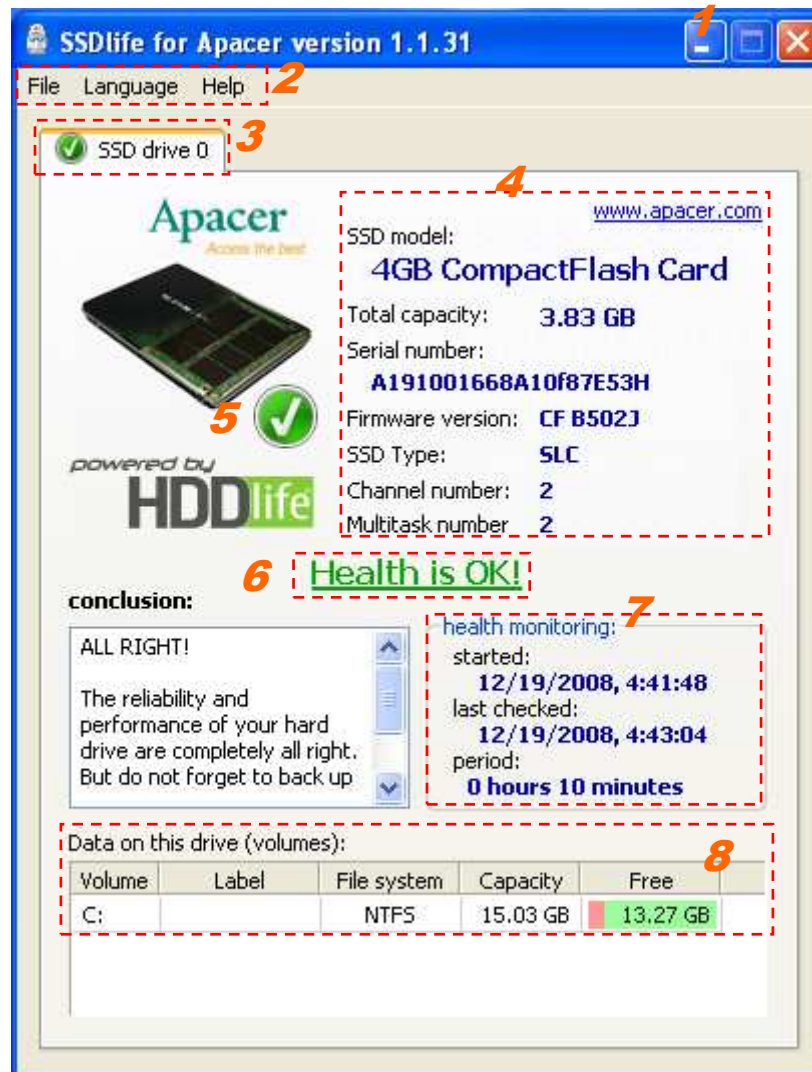 1
SSDlife for Apacer version 1.1.31
File Language Help 2
SSD drive 0 3
4
Apacer
Access the best
www.apacer.com
SSD model:
4GB CompactFlash Card
Total capacity: 3.83 GB
Serial number:
A191001668A10f87E53H
5
Firmware version: CF B502J
SSD Type: SLC
Channel number: 2
Multitask number 2
powered by
HDDlife
6 Health is OK!
conclusion:
ALL RIGHT!
The reliability and
performance of your hard
drive are completely all right.
But do not forget to back up
7
health monitoring:
started:
12/19/2008, 4:41:48
last checked:
12/19/2008, 4:43:04
period:
0 hours 10 minutes
8
Data on this drive (volumes):
Volume Label File system Capacity Free
C: NTFS 15.03 GB 13.27 GB